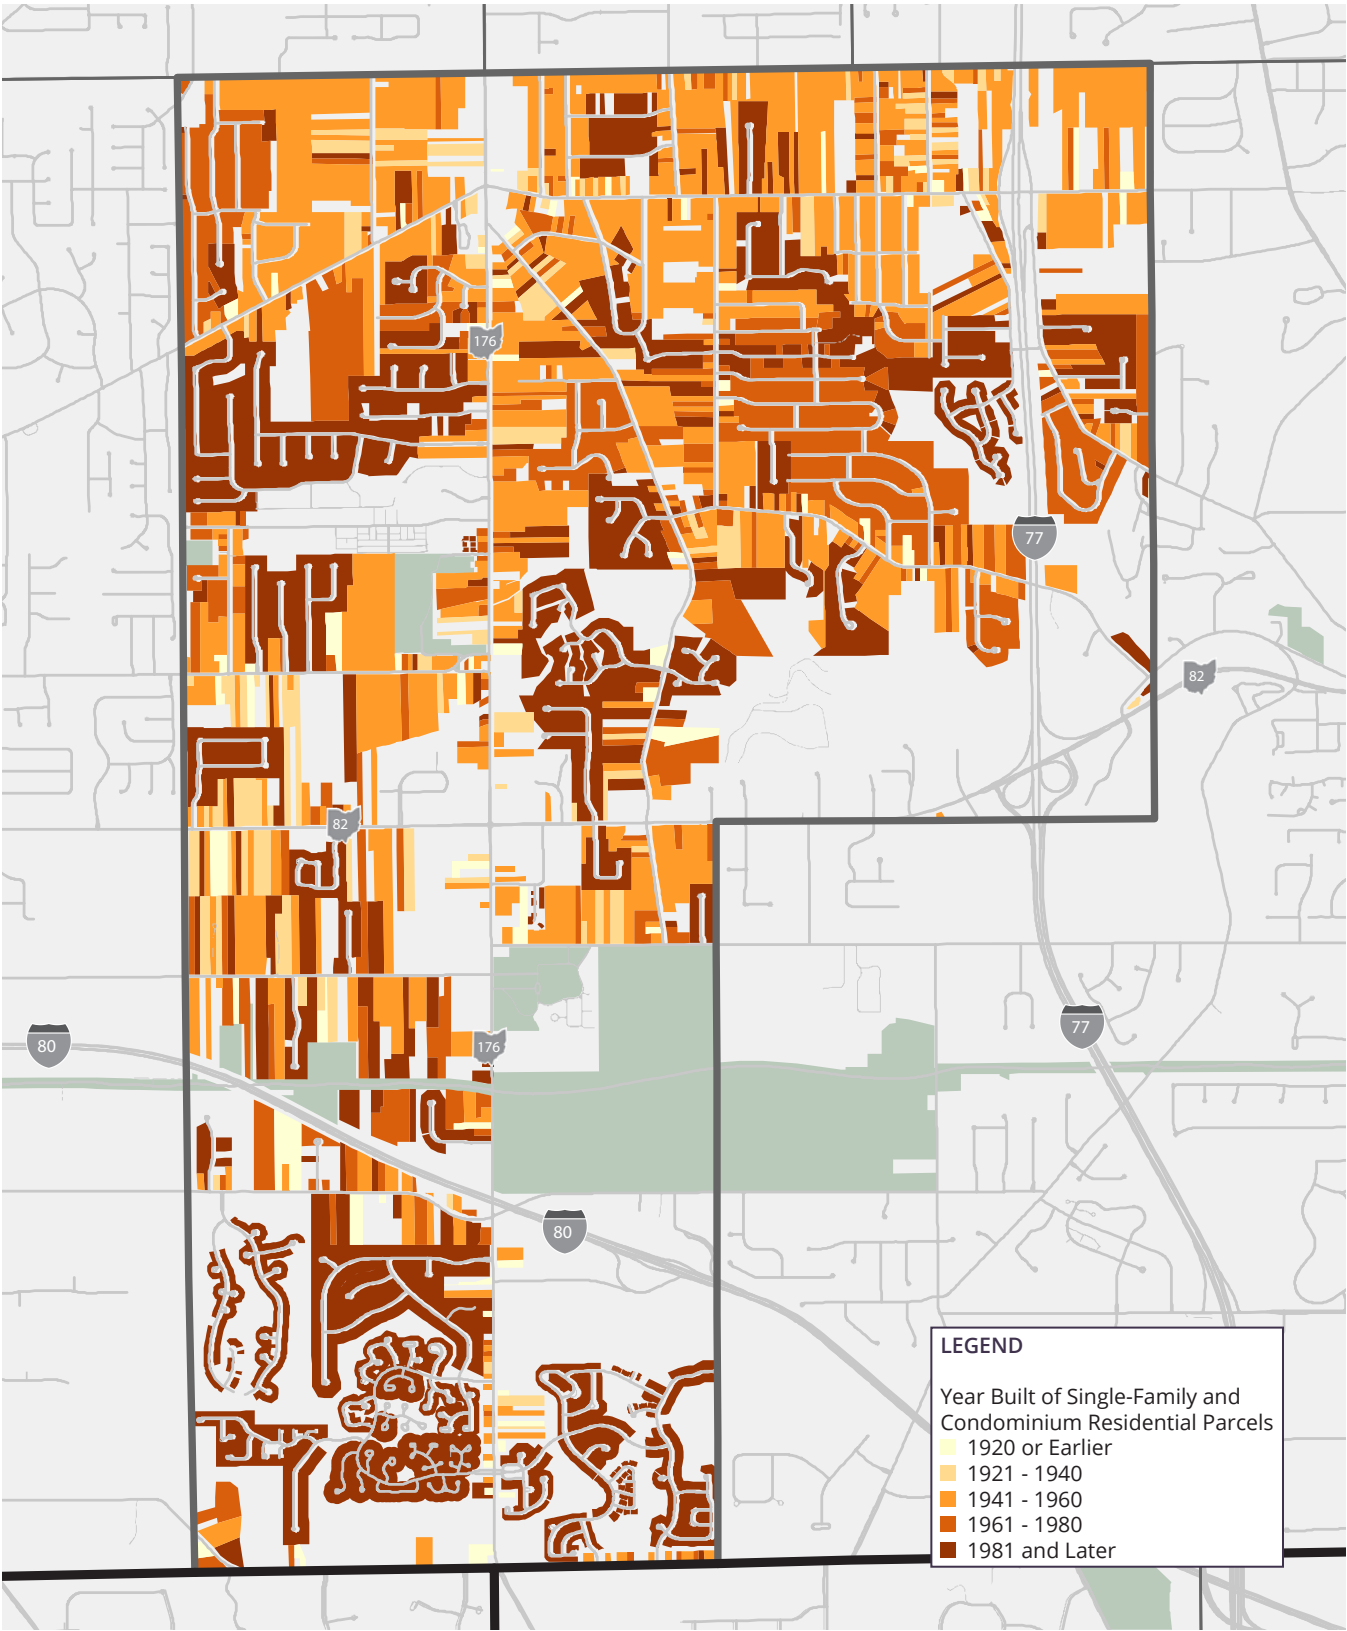 176
77
82
82
80
176
77
80
LEGEND
Year Built of Single-Family and
Condominium Residential Parcels
1920 or Earlier
1921 - 1940
1941 - 1960
1961 - 1980
1981 and Later